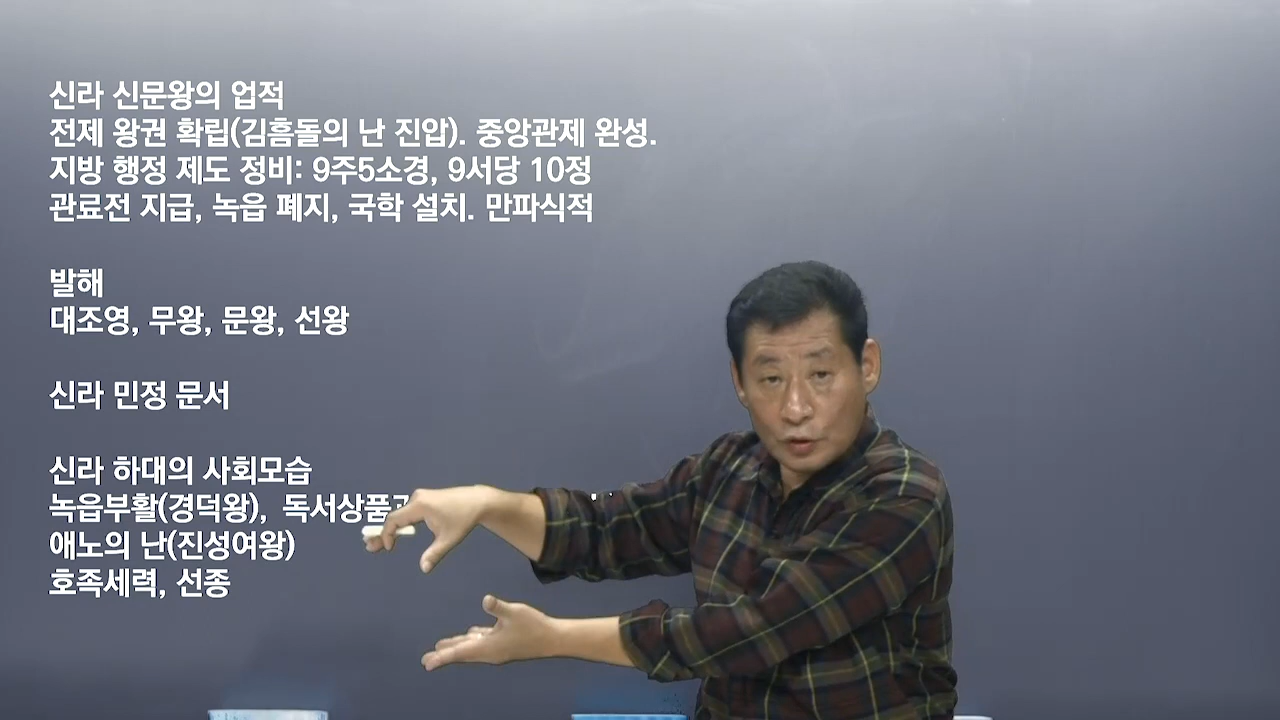 신라 신문왕의 업적
전제 왕권 확립(김흠돌의 난 진압). 중앙관제 완성.
지방 행정 제도 정비: 9주5소경, 9서당 10정
관료전 지급, 녹읍 폐지, 국학 설치. 만파식적
발해
대조영, 무왕, 문왕, 선왕
신라 민정 문서
신라 하대의 사회모습
녹읍부활(경덕왕), 독서상품
애노의 난(진성여왕)
호족세력, 선종